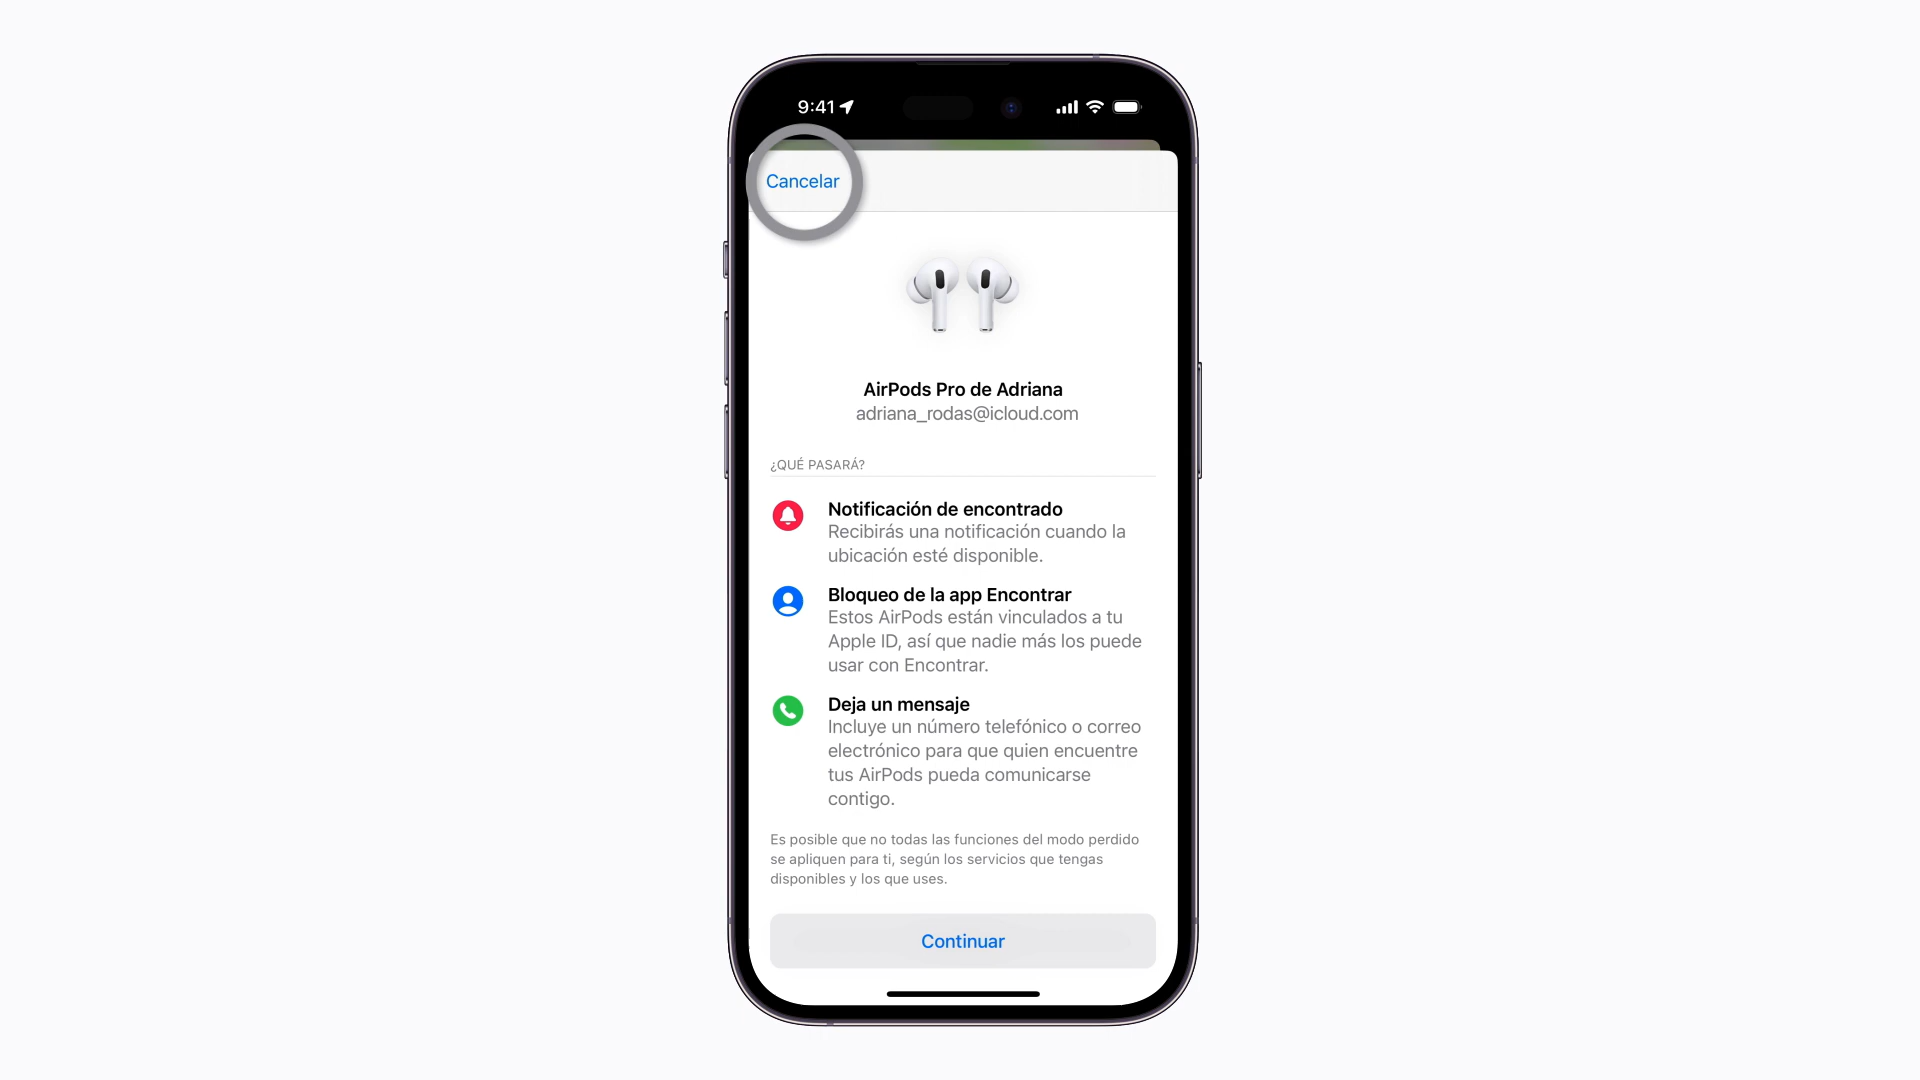 9:41
Cancelar
AirPods Pro de Adriana
adriana_rodas@icloud.com
¿QUÉ PASARÁ?
Notificación de encontrado
Recibirás una notificación cuando la
ubicación esté disponible.
Bloqueo de la app Encontrar
Estos AirPods están vinculados a tu
Apple ID, así que nadie más los puede
usar con Encontrar.
Deja un mensaje
Incluye un número telefónico o correo
electrónico para que quien encuentre
tus AirPods pueda comunicarse
contigo.
Es posible que no todas las funciones del modo perdido
se apliquen para ti, según los servicios que tengas
disponibles y los que uses.
Continuar